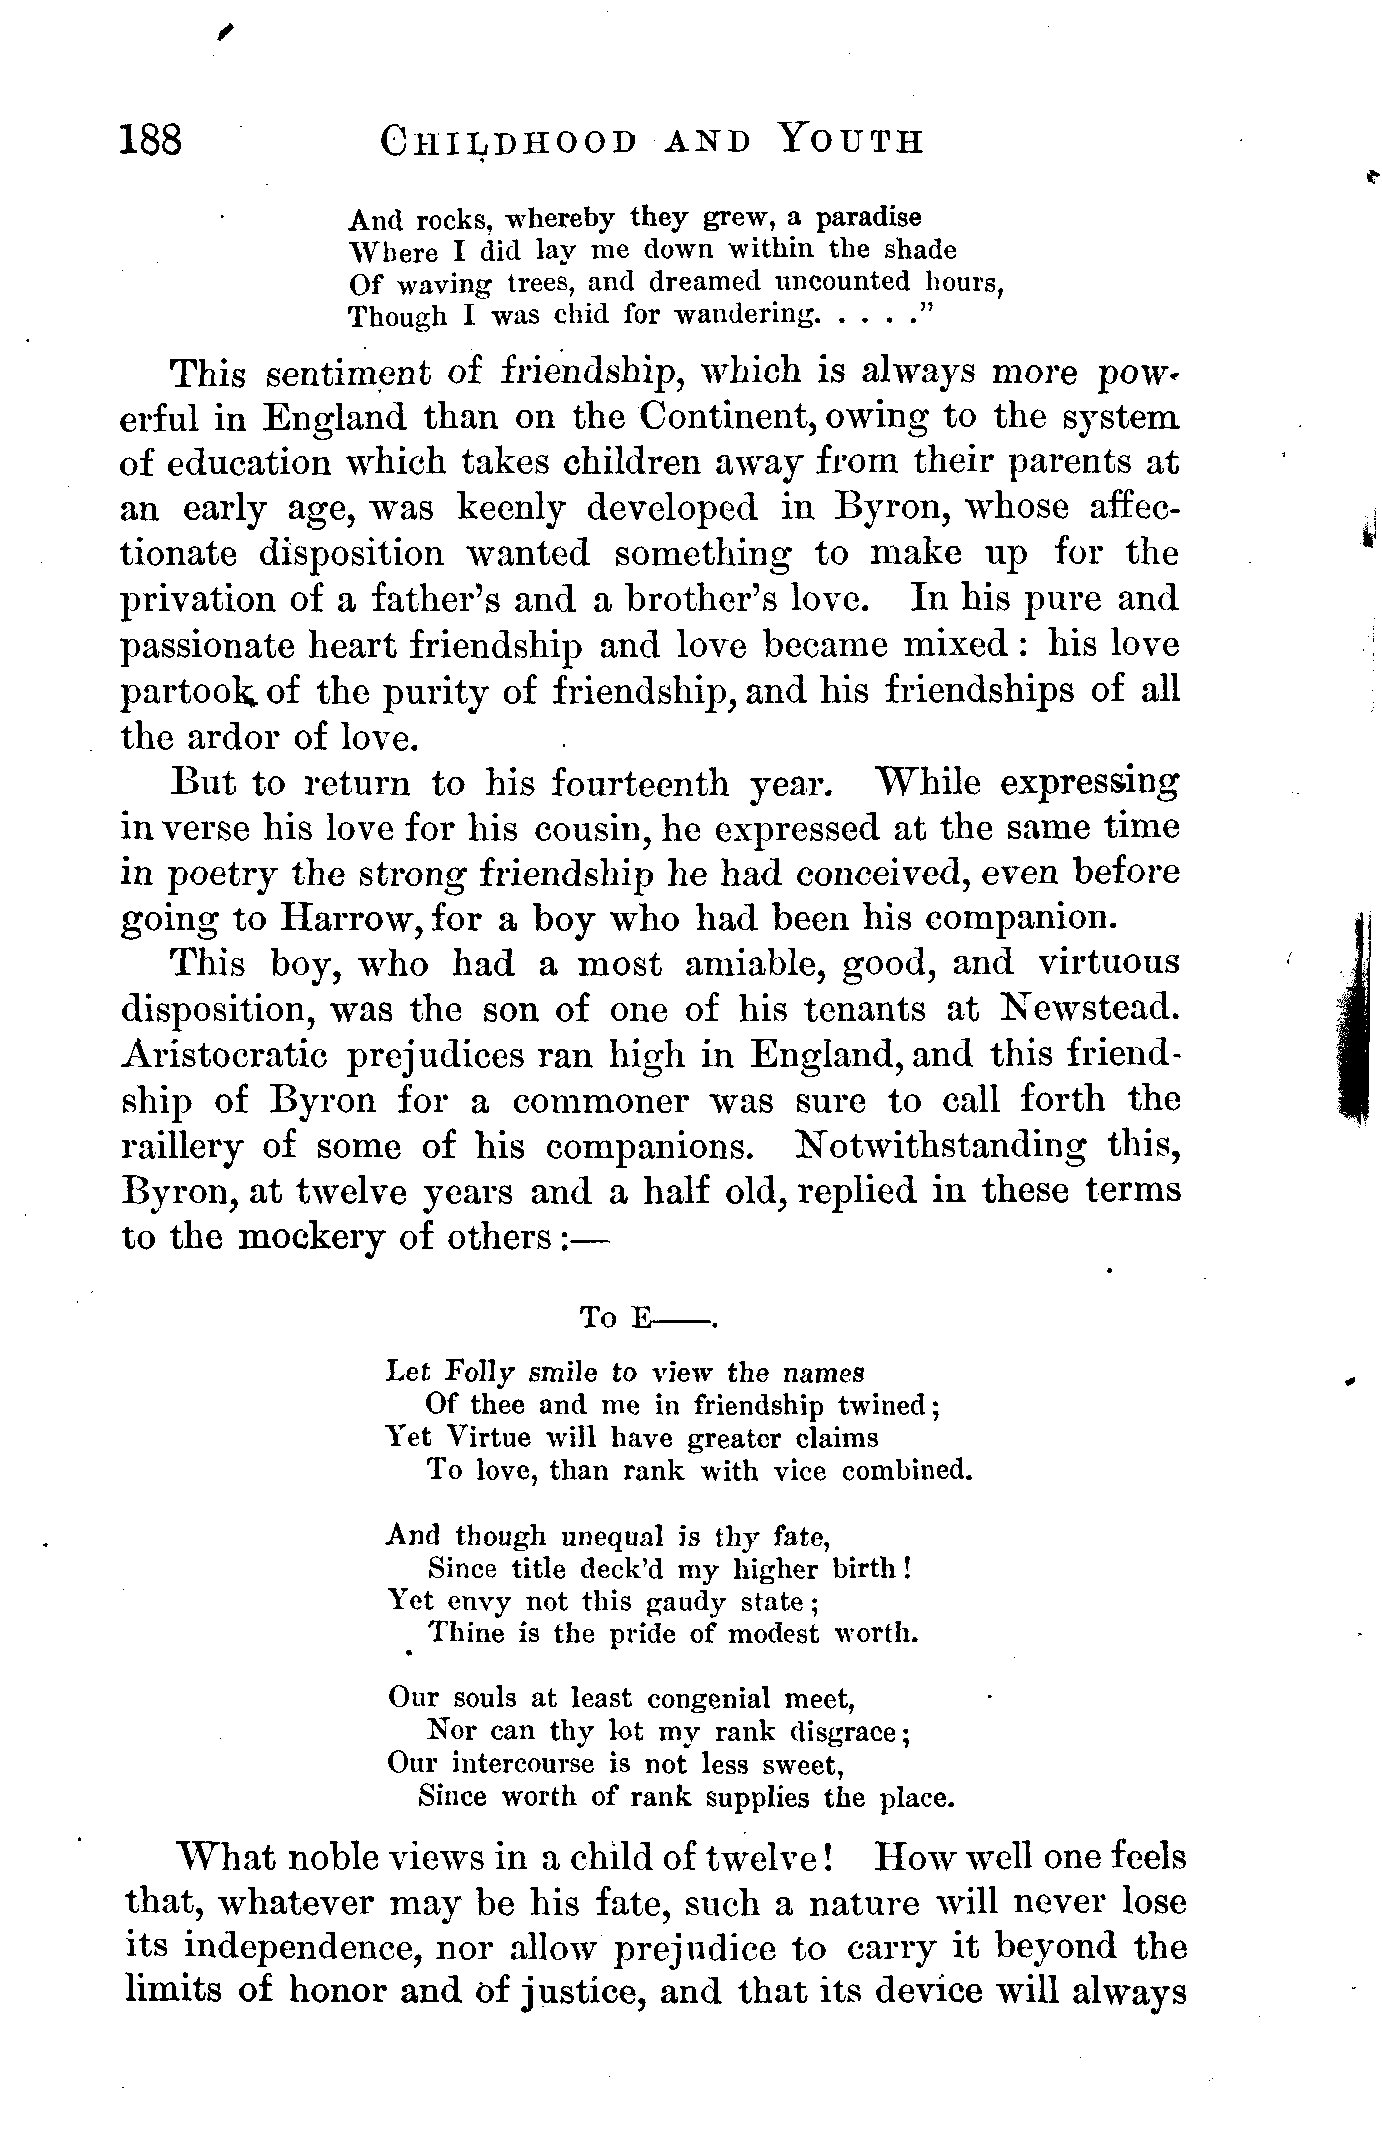 188 CHILDHOOD AND YOUTH
And rocks, whereby they grew, a paradise
Where I did lay me down within the shade
Of waving trees, and dreamed uncounted hours,
Though I was chid for wandering. . . . ."
This sentiment of friendship, which is always more pow-
erful in England than on the Continent, owing to the system
of education which takes children away from their parents at
an early age, was keenly developed in Byron, whose affec-
tionate disposition wanted something to make up for the
privation of a father's and a brother's love. In his pure and
passionate heart friendship and love became mixed : his love
partook of the purity of friendship, and his friendships of all
the ardor of love.
But to return to his fourteenth year. While expressing
in verse his love for his cousin, he expressed at the same time
in poetry the strong friendship he had conceived, even before
going to Harrow, for a boy who had been his companion.
This boy, who had a most amiable, good, and virtuous
disposition, was the son of one of his tenants at Newstead.
Aristocratic prejudices ran high in England, and this friend-
ship of Byron for a commoner was sure to call forth the
raillery of some of his companions. Notwithstanding this,
Byron, at twelve years and a half old, replied in these terms
to the mockery of others :—
To E——.
Let Folly smile to view the names
Of thee and me in friendship twined;
Yet Virtue will have greater claims
To love, than rank with vice combined.
And though unequal is thy fate,
Since title deck'd my higher birth!
Yet envy not this gaudy state;
Thine is the pride of modest worth.
Our souls at least congenial meet,
Nor can thy lot my rank disgrace;
Our intercourse is not less sweet,
Since worth of rank supplies the place.
What noble views in a child of twelve! How well one feels
that, whatever may be his fate, such a nature will never lose
its independence, nor allow prejudice to carry it beyond the
limits of honor and of justice, and that its device will always